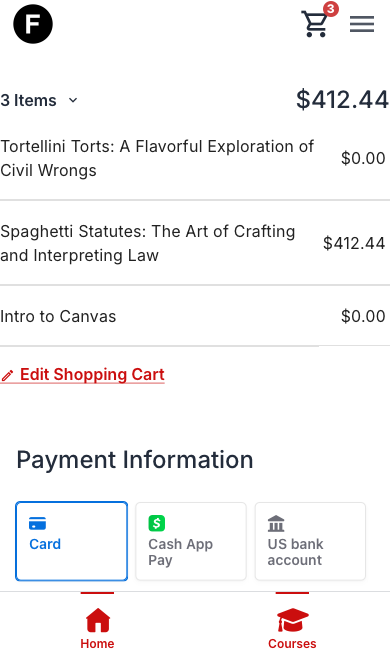 F
3
3 Items
$412.44
Tortellini Torts: A Flavorful Exploration of
Civil Wrongs
$0.00
Spaghetti Statutes: The Art of Crafting
and Interpreting Law
$412.44
Intro to Canvas
$0.00
Edit Shopping Cart
Payment Information
Card
$
Cash App
Pay
US bank
account
Home
Courses